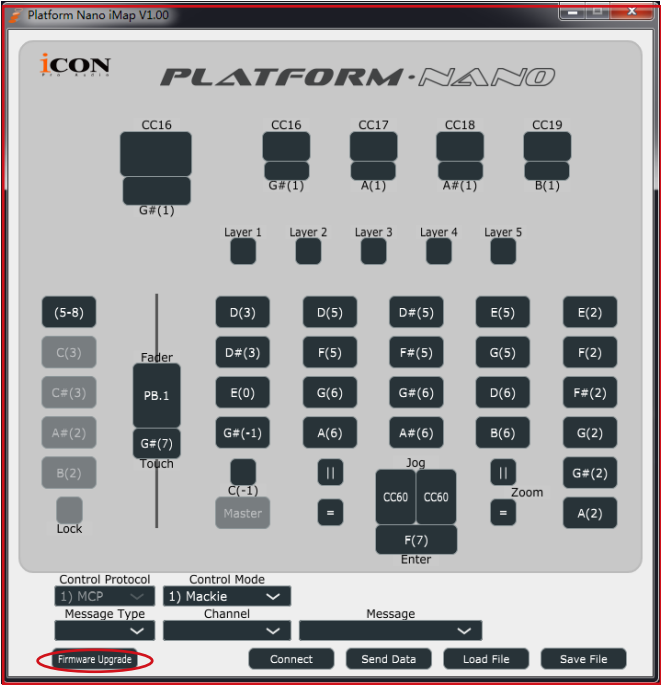 Platform Nano iMap V1.00
iCON
Pro Audio
PLATFORM·NANO
CC16 CC16 CC17 CC18 CC19
G#(1) G#(1) A(1) A#(1) B(1)
Layer 1 Layer 2 Layer 3 Layer 4 Layer 5
(5-8) D(3) D(5) D#(5) E(5) E(2)
C(3) Fader D#(3) F(5) F#(5) G(5) F(2)
C#(3) PB.1 E(0) G(6) G#(6) D(6) F#(2)
A#(2) G#(7) G#(-1) A(6) A#(6) B(6) G(2)
Touch Jog
B(2) || || G#(2)
C(-1) CC60 CC60 Zoom
Lock Master = = A(2)
F(7)
Enter
Control Protocol Control Mode
1) MCP 1) Mackie
Message Type Channel Message
Firmware Upgrade Connect Send Data Load File Save File